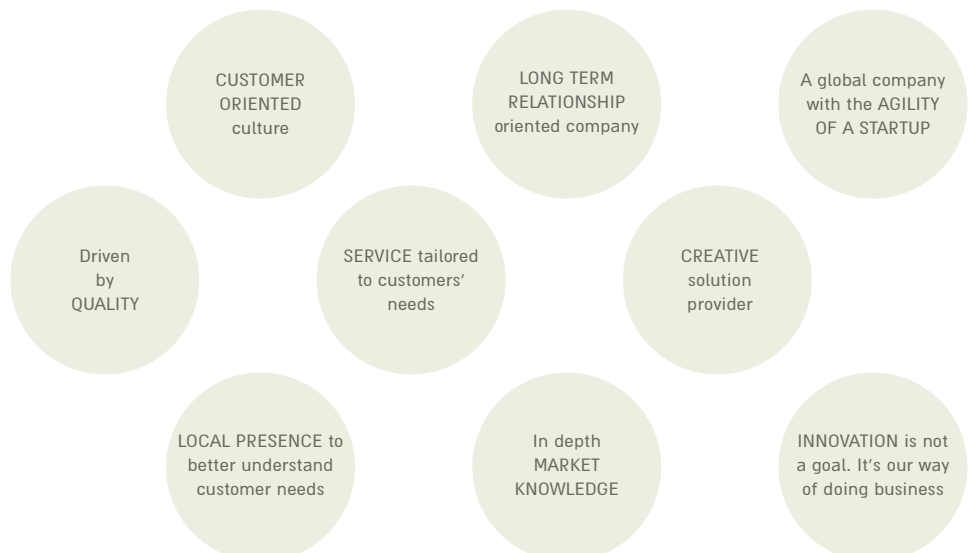 CUSTOMER
ORIENTED
culture
LONG TERM
RELATIONSHIP
oriented company
A global company
with the AGILITY
OF A STARTUP
Driven
by
QUALITY
SERVICE tailored
to customers’
needs
CREATIVE
solution
provider
LOCAL PRESENCE to
better understand
customer needs
In depth
MARKET
KNOWLEDGE
INNOVATION is not
a goal. It’s our way
of doing business